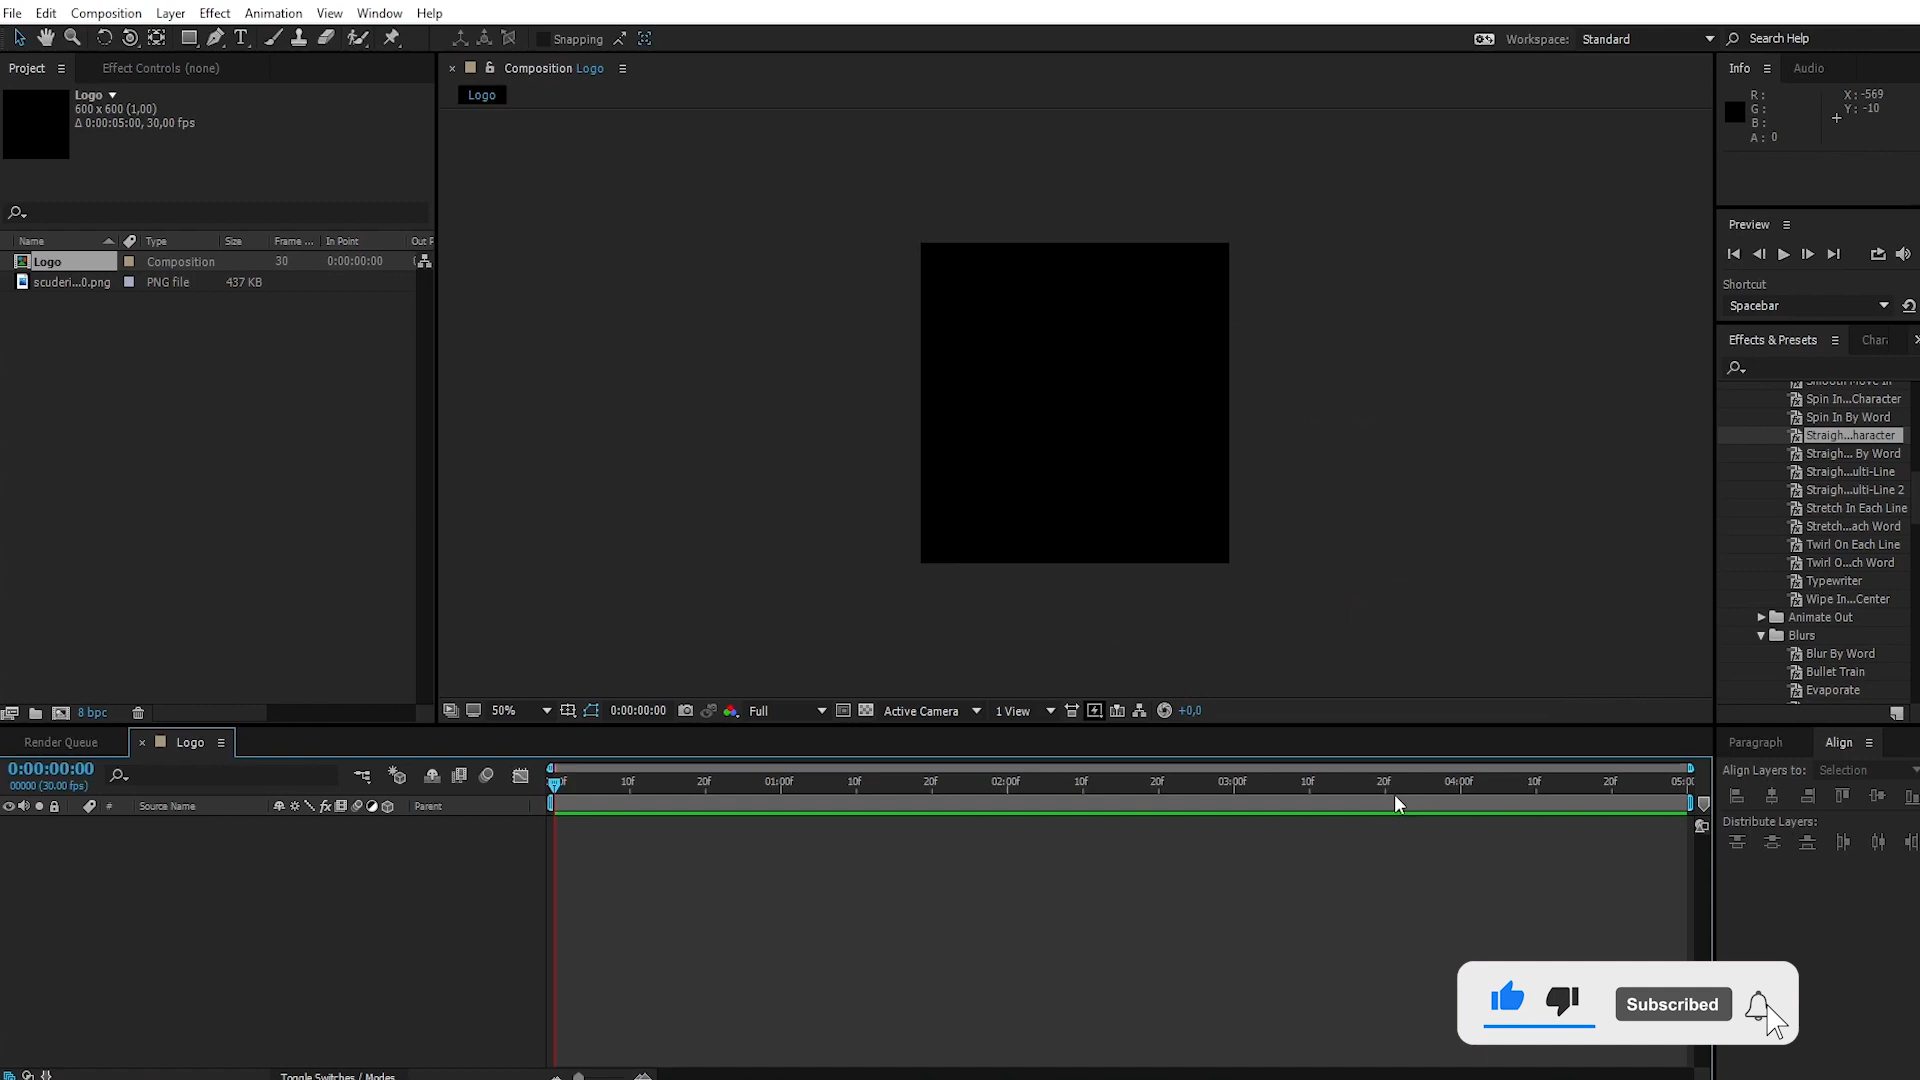 File Edit Composition Layer Effect Animation View Window Help
Snapping
Workspace: Standard
Search Help
Project
Effect Controls (none)
Composition Logo
Info
Audio
Logo
600 x 600 (1,00)
Δ 0:00:05:00, 30,00 fps
Logo
R :
G :
B :
A : 0
X : -569
Y : -10
Preview
Shortcut
Spacebar
Name Type Size Frame ... In Point Out P
Logo Composition 30 0:00:00:00
scuderi...0.png PNG file 437 KB
Effects & Presets
Smooth Move In
Spin In...Character
Spin In By Word
Straigh...haracter
Straigh... By Word
Straigh...ulti-Line
Straigh...ulti-Line 2
Stretch In Each Line
Stretch...ach Word
Twirl On Each Line
Twirl O...ch Word
Typewriter
Wipe In...Center
Animate Out
Blurs
Blur By Word
Bullet Train
Evaporate
8 bpc
50%
0:00:00:00
Full
Active Camera
1 View
+0,0
Render Queue
Logo
Paragraph
Align
0:00:00:00
00000 (30.00 fps)
10f 20f 01:00f 10f 20f 02:00f 10f 20f 03:00f 10f 20f 04:00f 10f 20f
Align Layers to: Selection
# Source Name Parent
Distribute Layers:
Subscribed
Toggle Switches / Modes